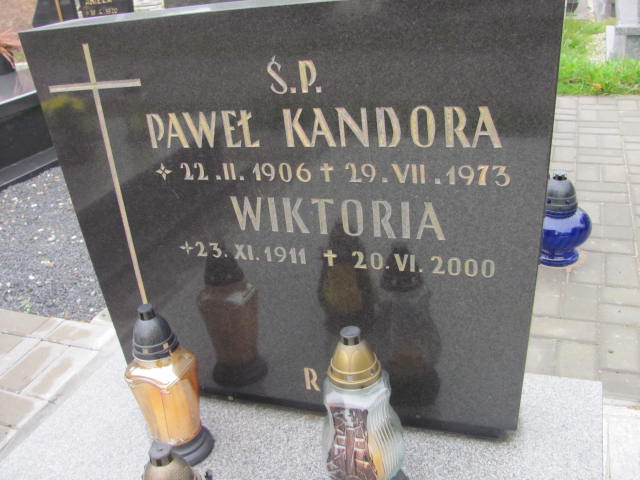 Ś.P.
PAWEŁ KANDORA
22.II.1906 † 29.VII.1973
WIKTORIA
23.XI.1911 † 20.VI.2000
R